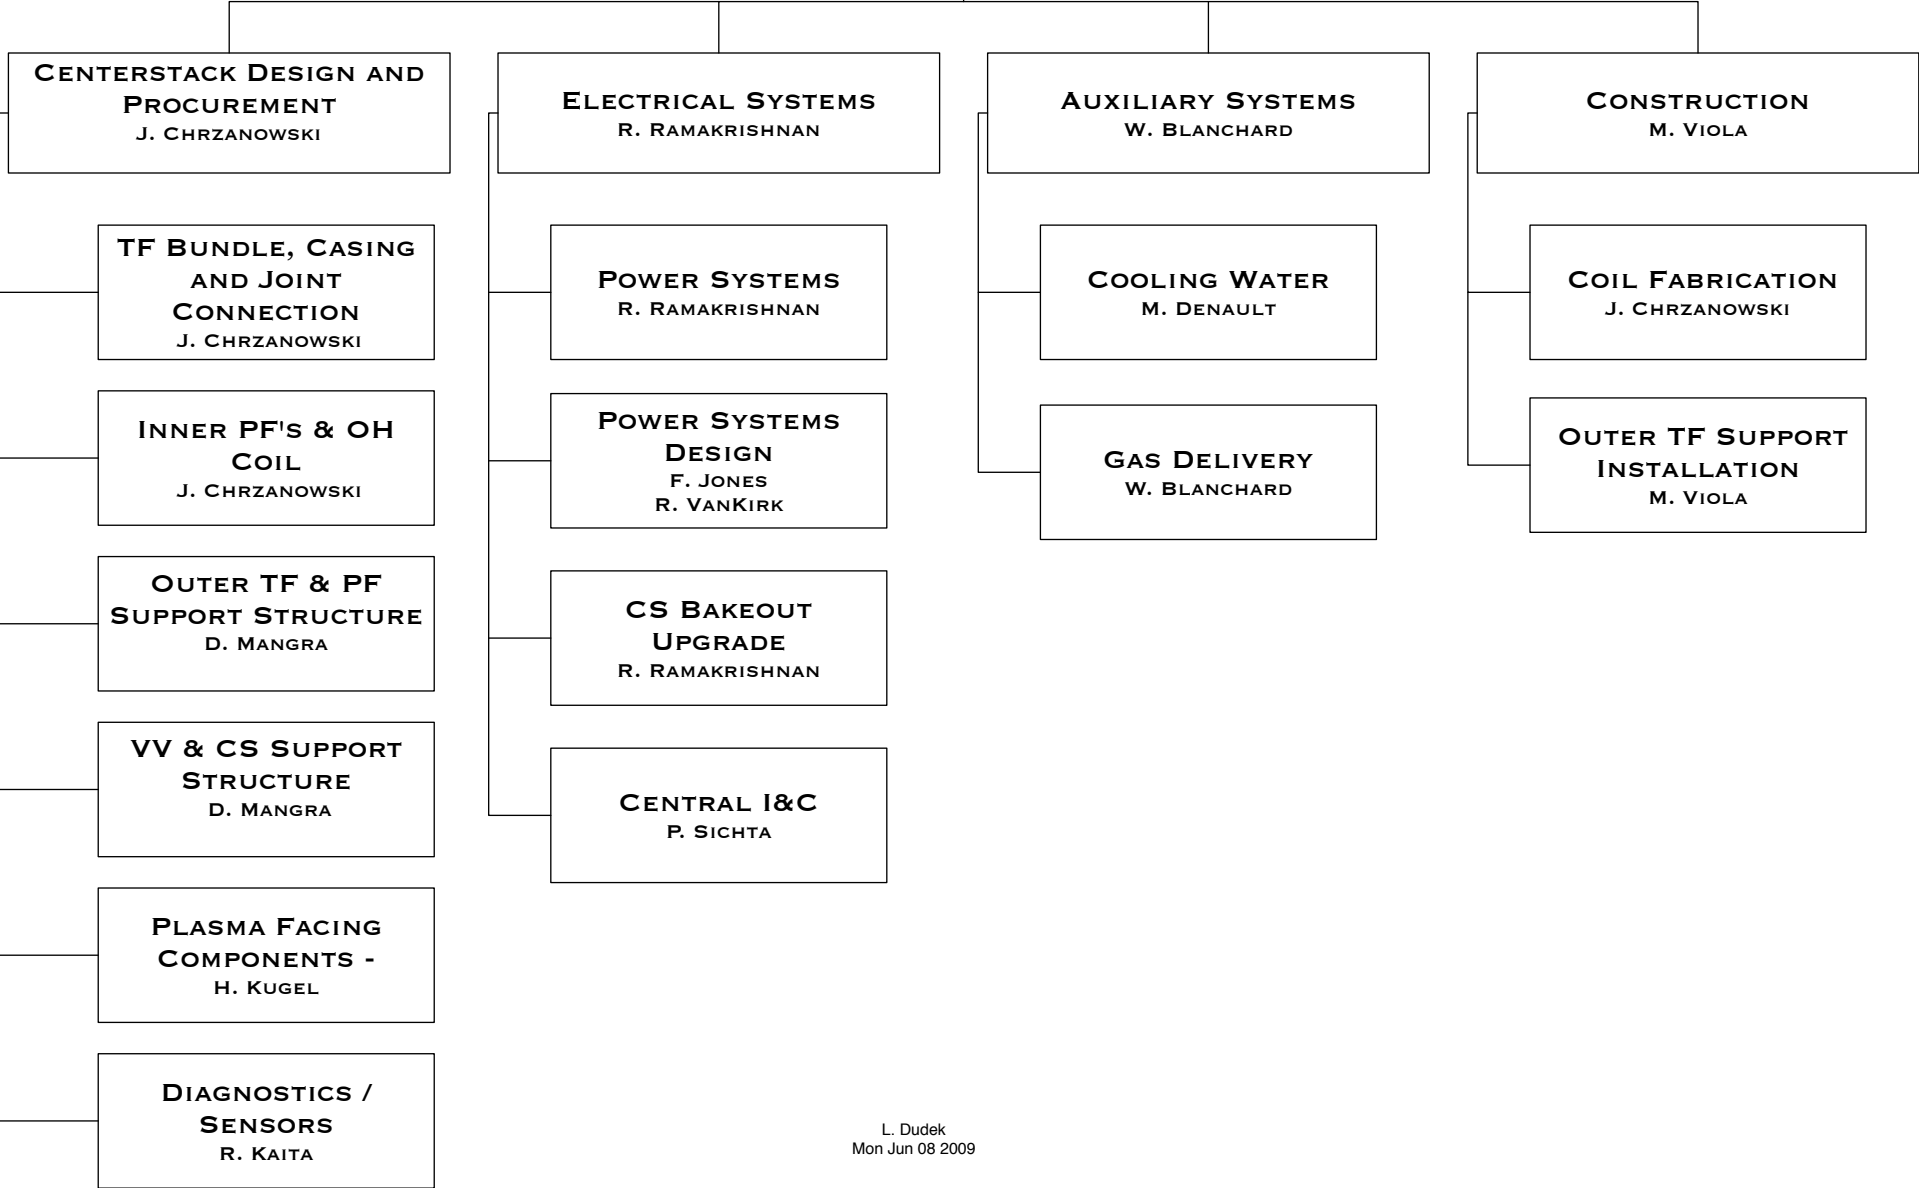 Centerstack Design and
Procurement
J. Chrzanowski
TF Bundle, Casing
and Joint
Connection
J. Chrzanowski
Inner PF's & OH
Coil
J. Chrzanowski
Outer TF & PF
Support Structure
D. Mangra
VV & CS Support
Structure
D. Mangra
Plasma Facing
Components -
H. Kugel
Diagnostics /
Sensors
R. Kaita
Electrical Systems
R. Ramakrishnan
Power Systems
R. Ramakrishnan
Power Systems
Design
F. Jones
R. VanKirk
CS Bakeout
Upgrade
R. Ramakrishnan
Central I&C
P. Sichta
Auxiliary Systems
W. Blanchard
Cooling Water
M. Denault
Gas Delivery
W. Blanchard
Construction
M. Viola
Coil Fabrication
J. Chrzanowski
Outer TF Support
Installation
M. Viola
L. Dudek
Mon Jun 08 2009